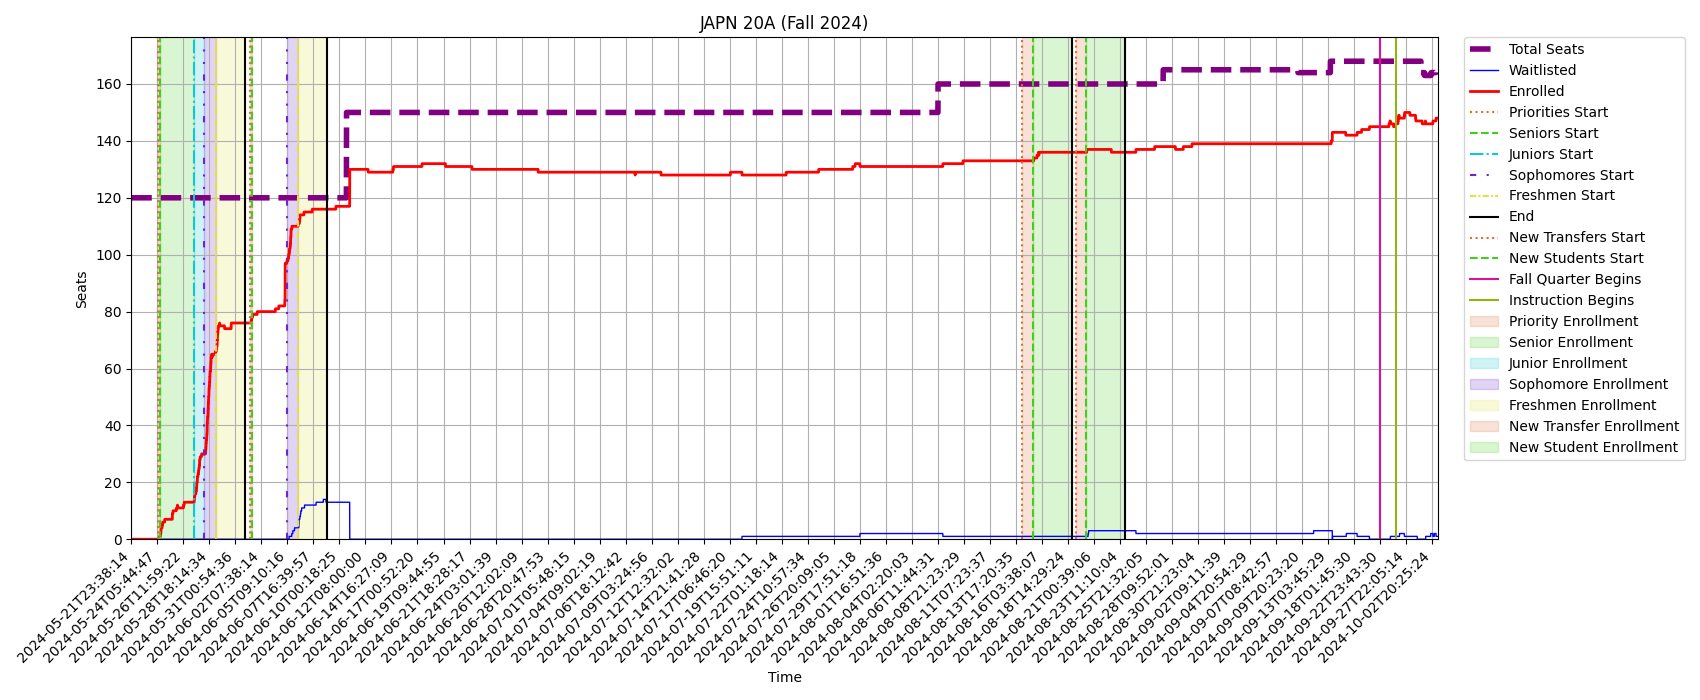 JAPN 20A (Fall 2024)
Seats
160
140
120
100
80
60
40
20
0
2024-05-21T23:38:14
2024-05-24T05:44:47
2024-05-26T11:59:22
2024-05-28T18:14:34
2024-05-31T00:54:36
2024-06-02T07:38:14
2024-06-05T09:10:16
2024-06-07T16:39:57
2024-06-10T00:18:25
2024-06-12T08:00:00
2024-06-14T16:27:09
2024-06-17T00:52:20
2024-06-19T09:44:55
2024-06-21T18:28:17
2024-06-24T03:01:39
2024-06-26T12:02:09
2024-06-28T20:47:53
2024-07-01T05:48:15
2024-07-04T09:02:19
2024-07-06T18:12:42
2024-07-09T03:24:56
2024-07-12T12:32:02
2024-07-14T21:41:28
2024-07-17T06:46:20
2024-07-19T15:51:11
2024-07-22T01:18:14
2024-07-24T10:57:34
2024-07-26T20:09:05
2024-07-29T17:51:18
2024-08-01T16:51:36
2024-08-04T02:20:03
2024-08-06T11:44:31
2024-08-08T21:23:29
2024-08-11T07:23:37
2024-08-13T17:20:35
2024-08-16T03:38:07
2024-08-18T14:29:24
2024-08-21T00:39:06
2024-08-23T11:10:04
2024-08-25T21:32:05
2024-08-28T09:52:01
2024-08-30T21:23:04
2024-09-02T09:11:39
2024-09-04T20:54:29
2024-09-07T08:42:57
2024-09-09T20:23:20
2024-09-13T03:45:29
2024-09-18T01:45:30
2024-09-22T23:43:30
2024-09-27T22:05:14
2024-10-02T20:25:24
Time
Total Seats
Waitlisted
Enrolled
Priorities Start
Seniors Start
Juniors Start
Sophomores Start
Freshmen Start
End
New Transfers Start
New Students Start
Fall Quarter Begins
Instruction Begins
Priority Enrollment
Senior Enrollment
Junior Enrollment
Sophomore Enrollment
Freshmen Enrollment
New Transfer Enrollment
New Student Enrollment